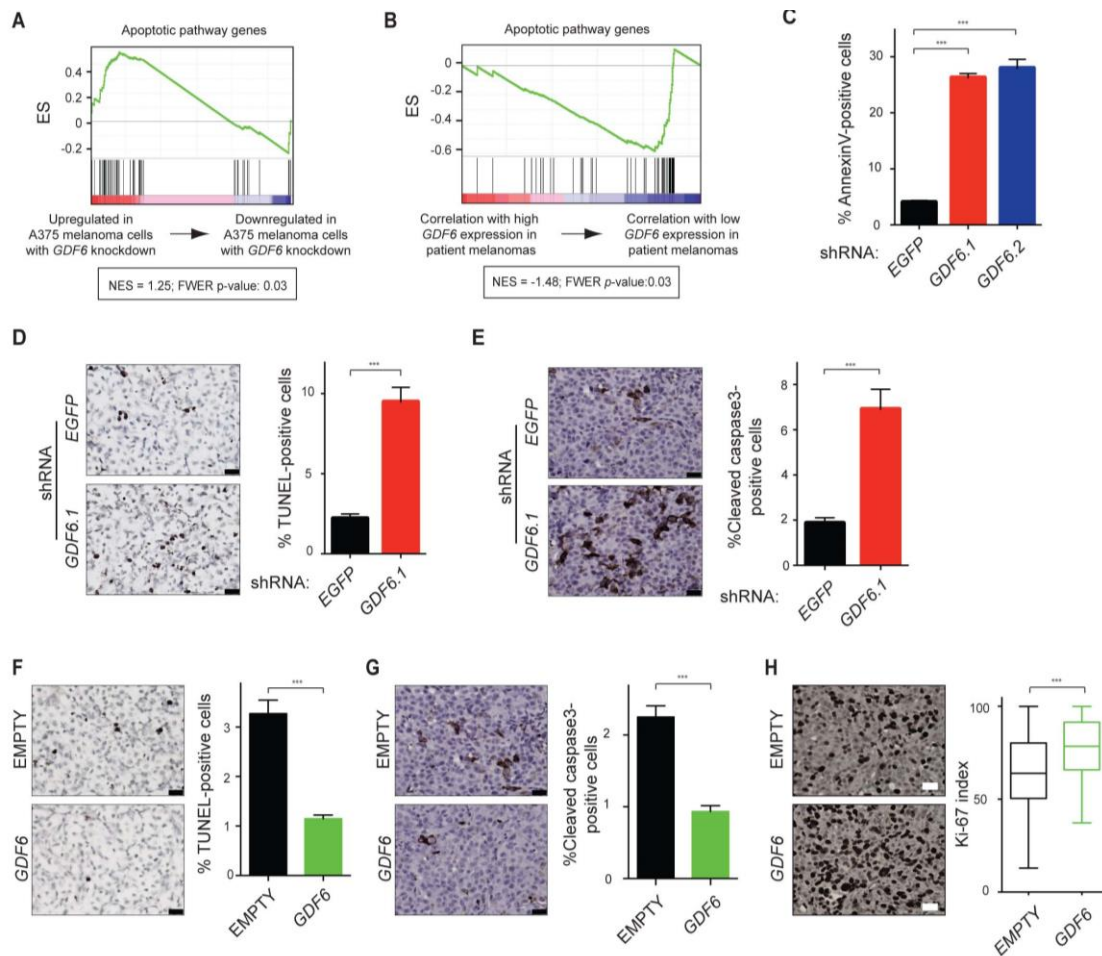 A
Apoptotic pathway genes
ES
0.4
0.2
0
-0.2
Upregulated in
A375 melanoma cells
with GDF6 knockdown
Downregulated in
A375 melanoma cells
with GDF6 knockdown
NES = 1.25; FWER p-value: 0.03
B
Apoptotic pathway genes
ES
0
-0.2
-0.4
-0.6
Correlation with high
GDF6 expression in
patient melanomas
Correlation with low
GDF6 expression in
patient melanomas
NES = -1.48; FWER p-value:0.03
C
% AnnexinV-positive cells
30
20
10
0
***
***
shRNA:
EGFP
GDF6.1
GDF6.2
D
shRNA
EGFP
GDF6.1
% TUNEL-positive cells
10
5
0
***
shRNA:
EGFP
GDF6.1
E
shRNA
EGFP
GDF6.1
%Cleaved caspase3-
positive cells
8
6
4
2
0
***
shRNA:
EGFP
GDF6.1
F
EMPTY
GDF6
% TUNEL-positive cells
3
2
1
0
***
EMPTY
GDF6
G
EMPTY
GDF6
%Cleaved caspase3-
positive cells
2
1
0
***
EMPTY
GDF6
H
EMPTY
GDF6
Ki-67 index
100
50
0
***
EMPTY
GDF6